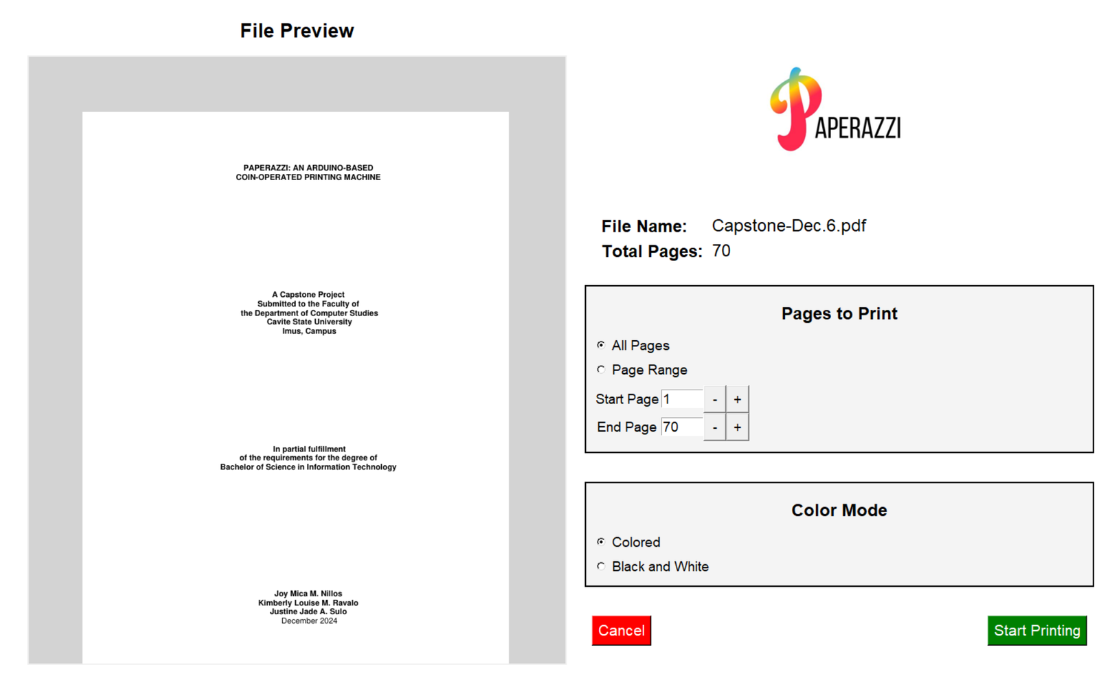 File Preview
PAPERAZZI: AN ARDUINO-BASED
COIN-OPERATED PRINTING MACHINE
A Capstone Project
Submitted to the Faculty of
the Department of Computer Studies
Cavite State University
Imus, Campus
In partial fulfillment
of the requirements for the degree of
Bachelor of Science in Information Technology
Joy Mica M. Nillos
Kimberly Louise M. Ravalo
Justine Jade A. Sulo
December 2024
PAPERAZZI
File Name: Capstone-Dec.6.pdf
Total Pages: 70
Pages to Print
All Pages
Page Range
Start Page 1 - +
End Page 70 - +
Color Mode
Colored
Black and White
Cancel Start Printing